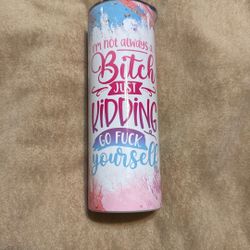 I'm not always a
Bitch
JUST
KIDDING
GO FUCK
yourself